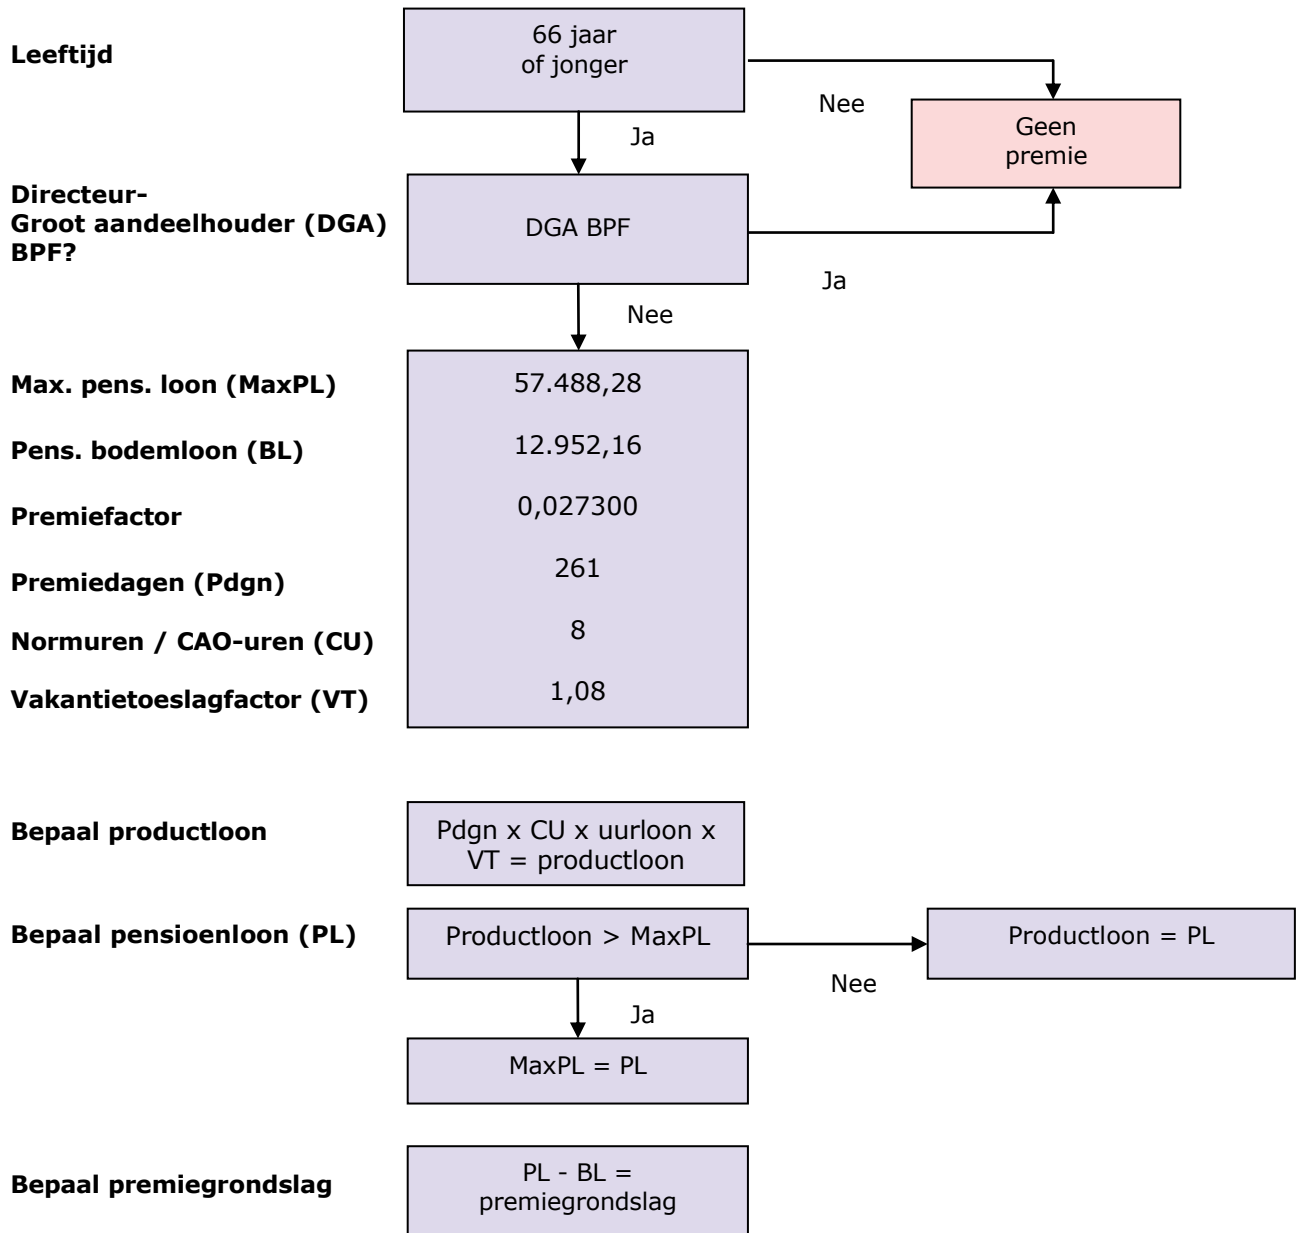 Leeftijd
66 jaar
of jonger
Nee
Geen
premie
Ja
Directeur-
Groot aandeelhouder (DGA)
BPF?
DGA BPF
Ja
Nee
Max. pens. loon (MaxPL)
57.488,28
Pens. bodemloon (BL)
12.952,16
Premiefactor
0,027300
Premiedagen (Pdgn)
261
Normuren / CAO-uren (CU)
8
Vakantietoeslagfactor (VT)
1,08
Bepaal productloon
Pdgn x CU x uurloon x
VT = productloon
Bepaal pensioenloon (PL)
Productloon > MaxPL
Nee
Productloon = PL
Ja
MaxPL = PL
Bepaal premiegrondslag
PL - BL =
premiegrondslag